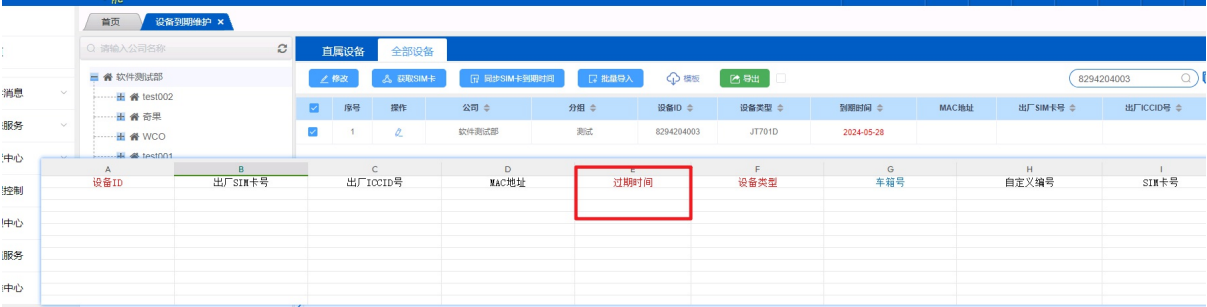 首页 设备到期维护 ×
请输入公司名称
直属设备 全部设备
修改 获取SIM卡 同步SIM卡到期时间 批量导入 模板 导出 8294204003
软件测试部
消息 test002
奇果
服务 WCO
中心 test001
序号 操作 公司 分组 设备ID 设备类型 到期时间 MAC地址 出厂SIM卡号 出厂ICCID号
1 软件测试部 测试 8294204003 JT701D 2024-05-28
A B C D E F G H I
设备ID 出厂SIM卡号 出厂ICCID号 MAC地址 过期时间 设备类型 车箱号 自定义编号 SIM卡号
控制
中心
服务
中心